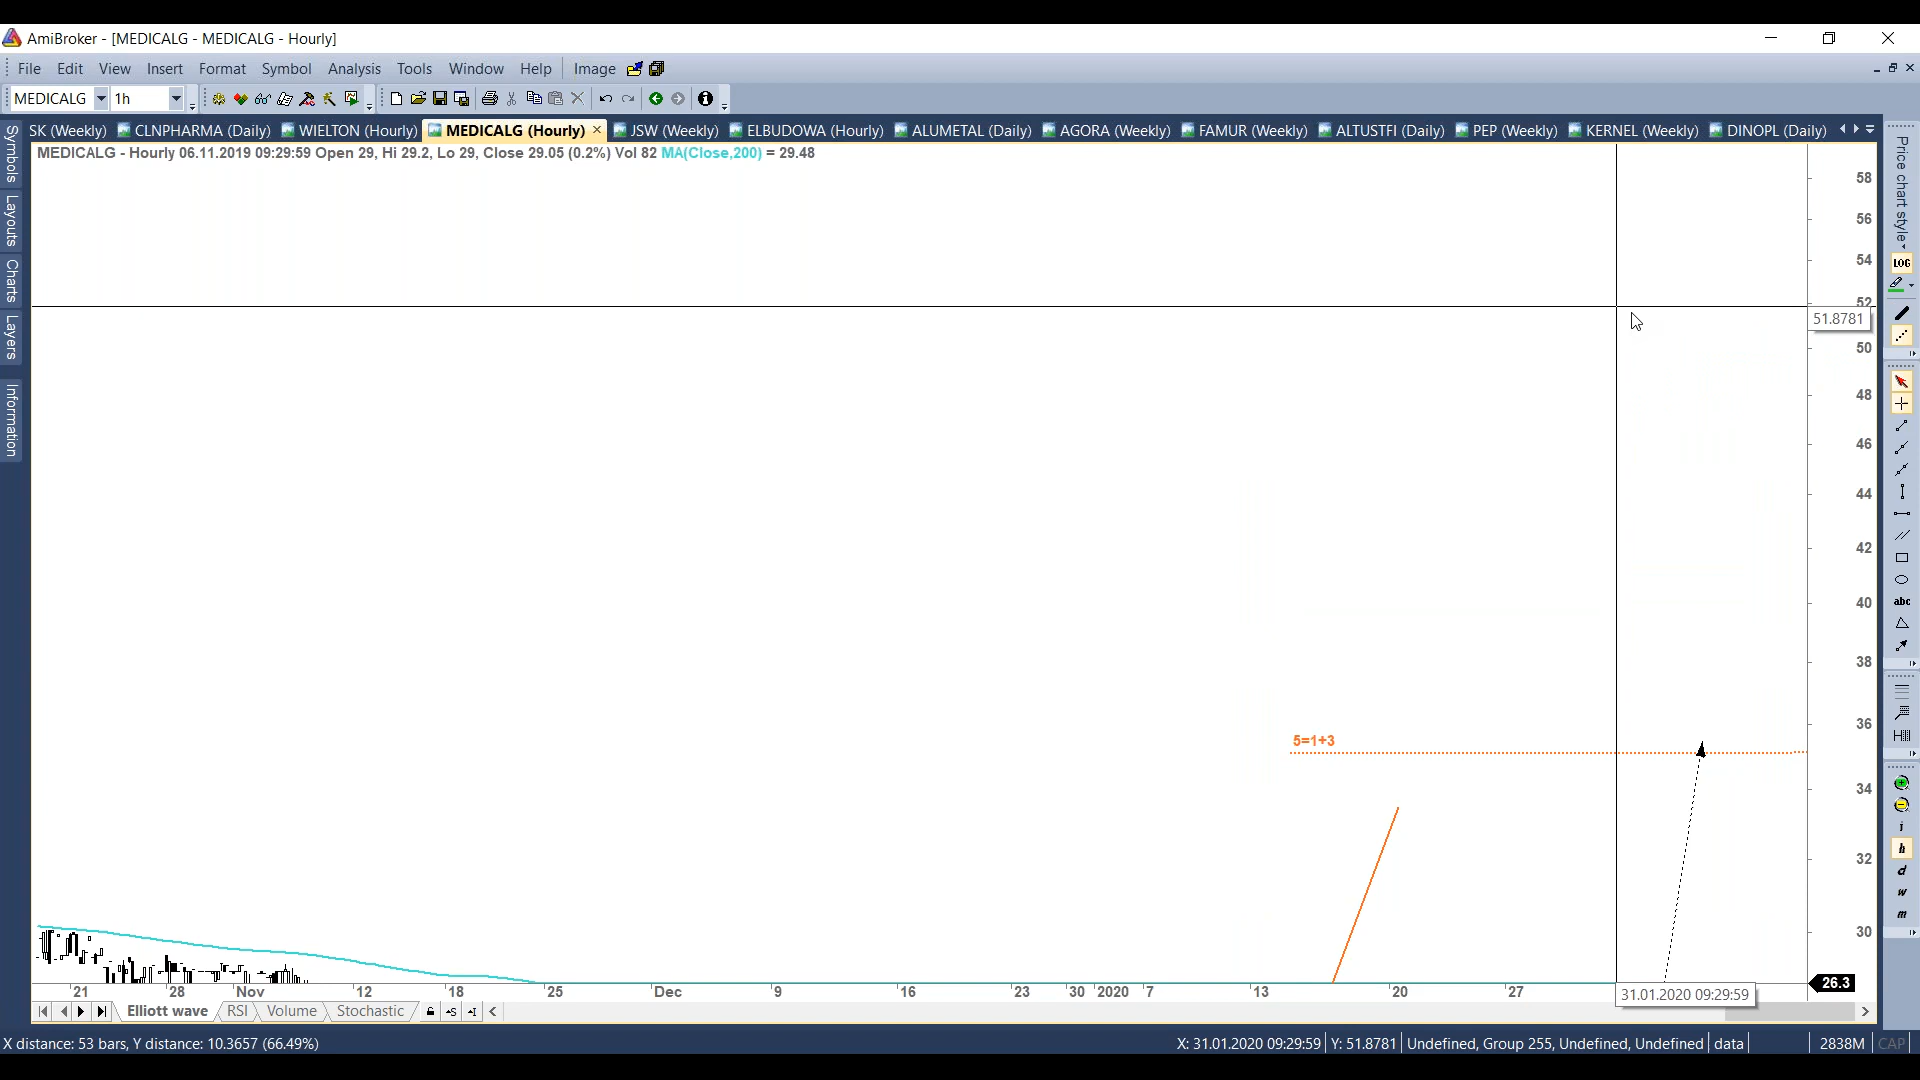 AmiBroker - [MEDICALG - MEDICALG - Hourly]
File Edit View Insert Format Symbol Analysis Tools Window Help Image
MEDICALG 1h
SK (Weekly) CLNPHARMA (Daily) WIELTON (Hourly) MEDICALG (Hourly) JSW (Weekly) ELBUDOWA (Hourly) ALUMETAL (Daily) AGORA (Weekly) FAMUR (Weekly) ALTUSTFI (Daily) PEP (Weekly) KERNEL (Weekly) DINOPL (Daily)
MEDICALG - Hourly 06.11.2019 09:29:59 Open 29, Hi 29.2, Lo 29, Close 29.05 (0.2%) Vol 82 MA(Close,200) = 29.48
Symbols
Layouts
Charts
Layers
Information
58
56
54
52
51.8781
50
48
46
44
42
40
38
36
34
32
30
26.3
5=1+3
Price chart style
LOG
abc
i
h
d
w
m
21 28 Nov 12 18 25 Dec 9 16 23 30 2020 7 13 20 27
31.01.2020 09:29:59
Elliott wave RSI Volume Stochastic
X distance: 53 bars, Y distance: 10.3657 (66.49%)
X: 31.01.2020 09:29:59 Y: 51.8781 Undefined, Group 255, Undefined, Undefined data 2838M CAP